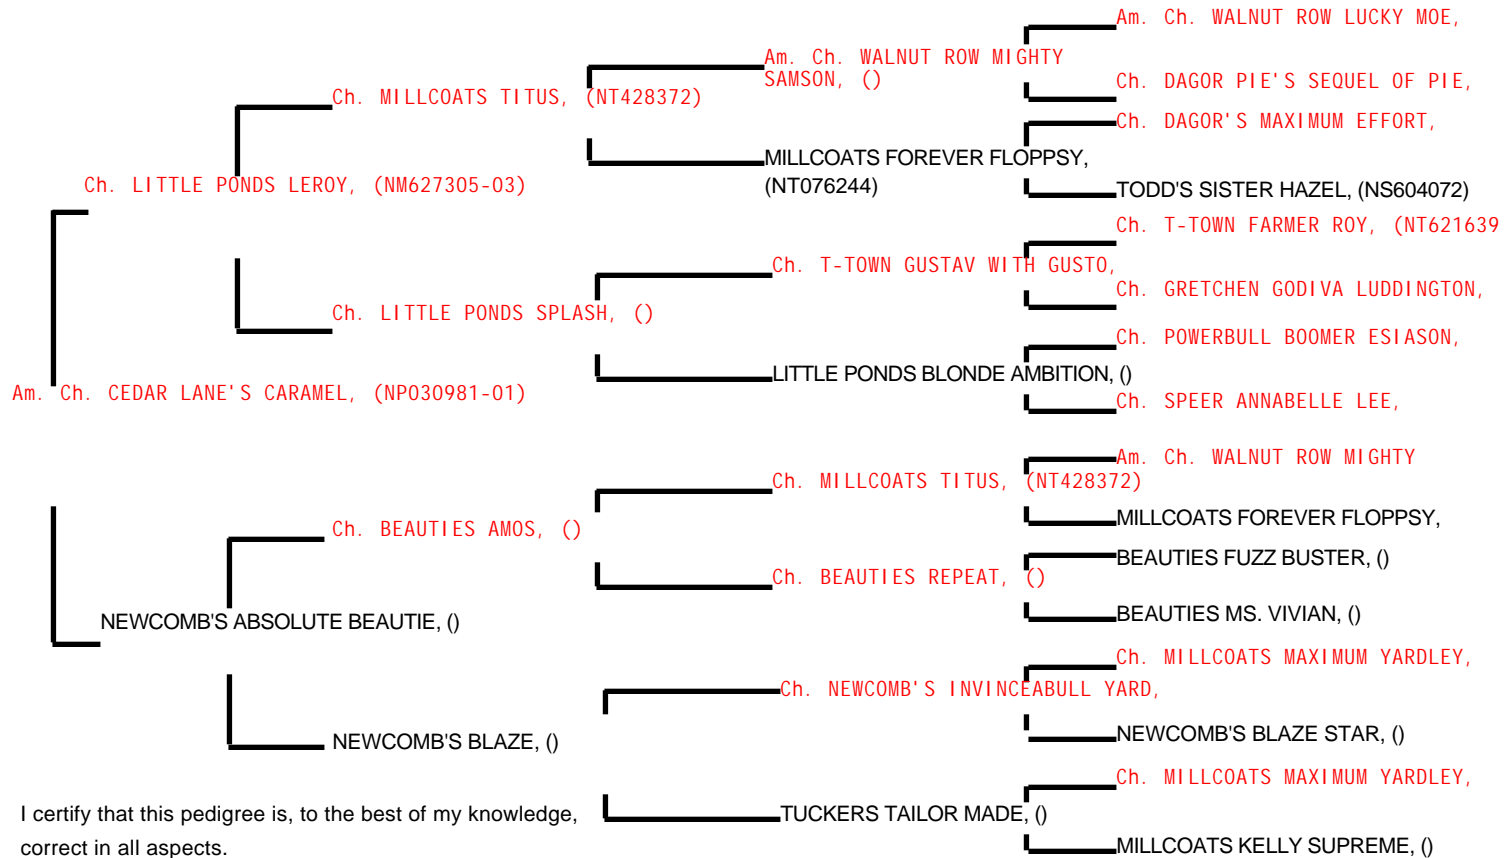 Am. Ch. WALNUT ROW LUCKY MOE,
Am. Ch. WALNUT ROW MIGHTY
SAMSON, ()
Ch. DAGOR PIE'S SEQUEL OF PIE,
Ch. MILLCOATS TITUS, (NT428372)
Ch. DAGOR'S MAXIMUM EFFORT,
MILLCOATS FOREVER FLOPPSY,
(NT076244)
TODD'S SISTER HAZEL, (NS604072)
Ch. LITTLE PONDS LEROY, (NM627305-03)
Ch. T-TOWN FARMER ROY, (NT621639
Ch. T-TOWN GUSTAV WITH GUSTO,
Ch. GRETCHEN GODIVA LUDDINGTON,
Ch. LITTLE PONDS SPLASH, ()
Ch. POWERBULL BOOMER ESIASON,
LITTLE PONDS BLONDE AMBITION, ()
Am. Ch. CEDAR LANE'S CARAMEL, (NP030981-01)
Ch. SPEER ANNABELLE LEE,
Am. Ch. WALNUT ROW MIGHTY
Ch. MILLCOATS TITUS, (NT428372)
MILLCOATS FOREVER FLOPPSY,
Ch. BEAUTIES AMOS, ()
BEAUTIES FUZZ BUSTER, ()
Ch. BEAUTIES REPEAT, ()
BEAUTIES MS. VIVIAN, ()
NEWCOMB'S ABSOLUTE BEAUTIE, ()
Ch. MILLCOATS MAXIMUM YARDLEY,
Ch. NEWCOMB'S INVINCEABULL YARD,
NEWCOMB'S BLAZE STAR, ()
NEWCOMB'S BLAZE, ()
Ch. MILLCOATS MAXIMUM YARDLEY,
TUCKERS TAILOR MADE, ()
MILLCOATS KELLY SUPREME, ()
I certify that this pedigree is, to the best of my knowledge,
correct in all aspects.